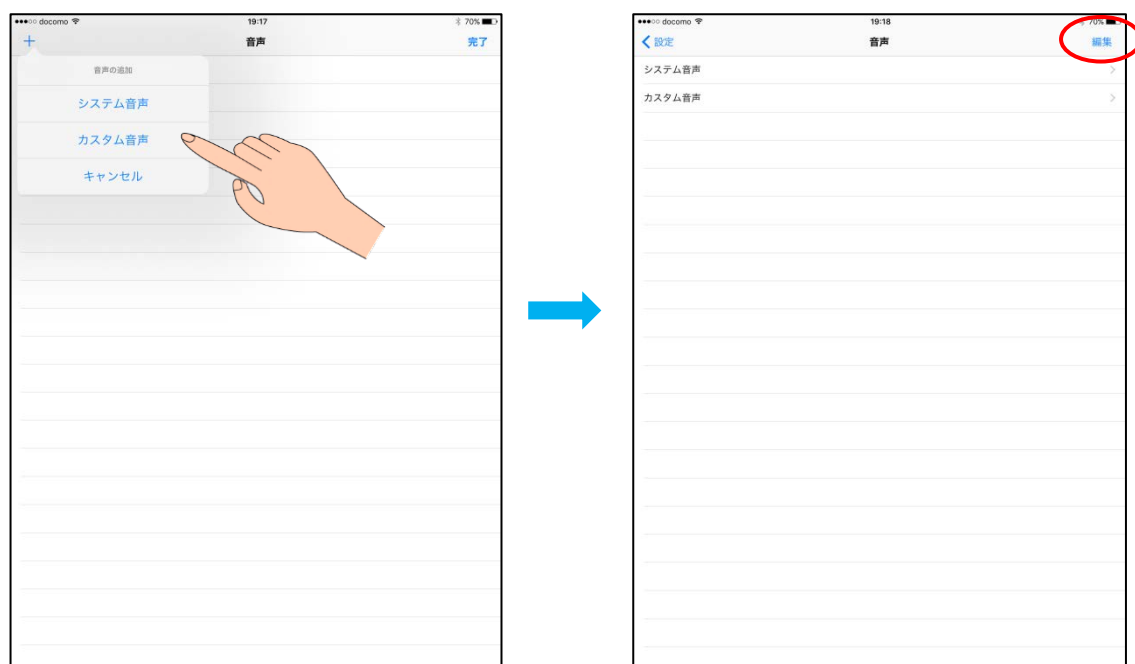 docomo 19:17 70%
+ 音声 完了
音声の追加
システム音声
カスタム音声
キャンセル
docomo 19:18 70%
設定 音声 編集
システム音声
カスタム音声